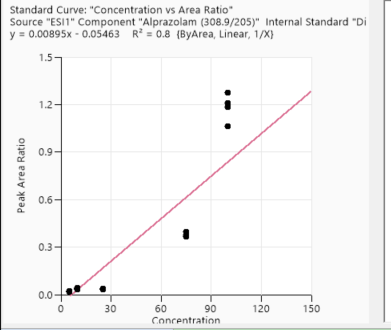 Standard Curve: "Concentration vs Area Ratio"
Source "ESI1" Component "Alprazolam (308.9/205)" Internal Standard "Di
y = 0.00895x - 0.05463 R² = 0.8 (ByArea, Linear, 1/X)
1.5
1.2
0.9
0.6
0.3
0.0
Peak Area Ratio
0 30 60 90 120 150
Concentration